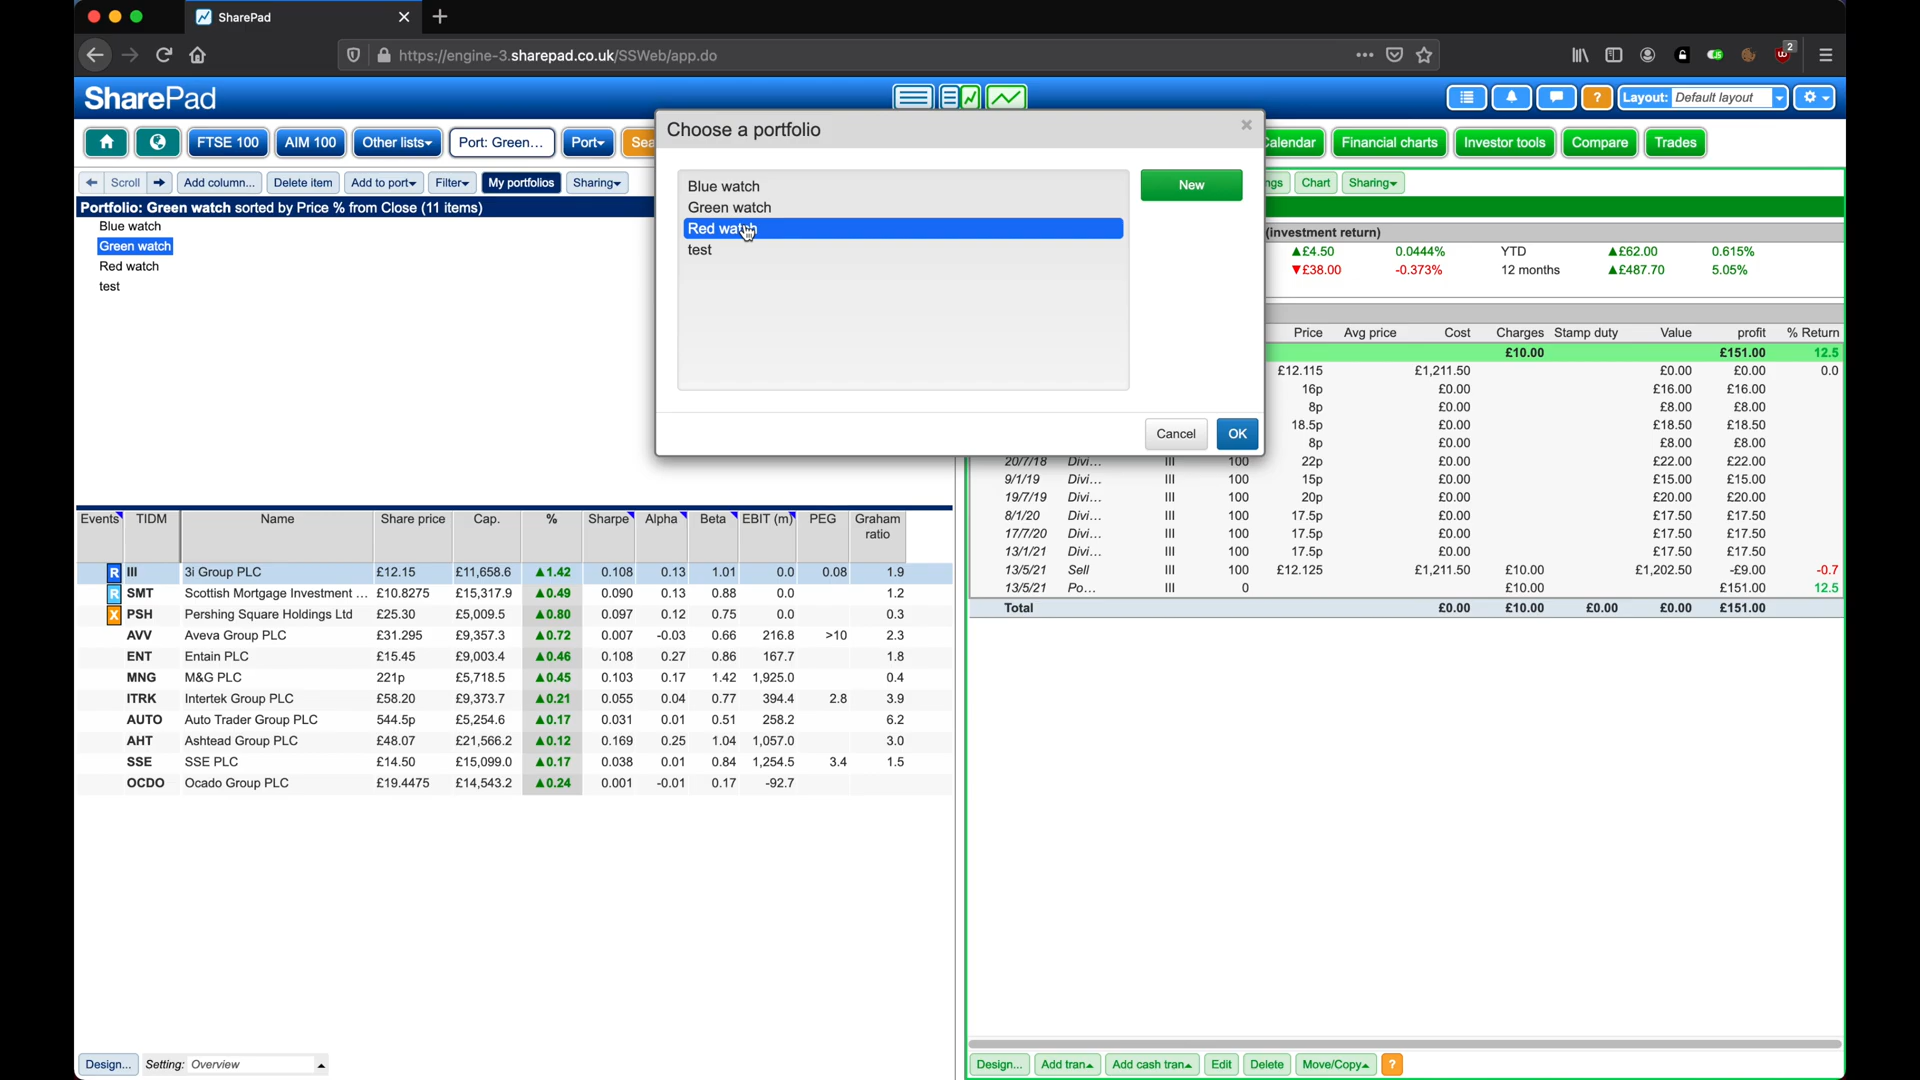 SharePad
https://engine-3.sharepad.co.uk/SSWeb/app.do
2
SharePad
Layout: Default layout
?
FTSE 100 AIM 100 Other lists Port: Green... Port Sea
Choose a portfolio
alendar Financial charts Investor tools Compare Trades
Scroll Add column... Delete item Add to port Filter My portfolios Sharing
ngs Chart Sharing
Portfolio: Green watch sorted by Price % from Close (11 items)
Blue watch
Green watch
Red watch
test
Blue watch
Green watch
Red watch
test
New
Cancel OK
(investment return)
▲£4.50 0.0444% YTD ▲£62.00 0.615%
▼£38.00 -0.373% 12 months ▲£487.70 5.05%
Price Avg price Cost Charges Stamp duty Value profit % Return
£10.00 £151.00 12.5
£12.115 £1,211.50 £0.00 £0.00 0.0
16p £0.00 £16.00 £16.00
8p £0.00 £8.00 £8.00
18.5p £0.00 £18.50 £18.50
8p £0.00 £8.00 £8.00
20/7/18 Divi... III 100 22p £0.00 £22.00 £22.00
9/1/19 Divi... III 100 15p £0.00 £15.00 £15.00
19/7/19 Divi... III 100 20p £0.00 £20.00 £20.00
8/1/20 Divi... III 100 17.5p £0.00 £17.50 £17.50
17/7/20 Divi... III 100 17.5p £0.00 £17.50 £17.50
13/1/21 Divi... III 100 17.5p £0.00 £17.50 £17.50
13/5/21 Sell III 100 £12.125 £1,211.50 £10.00 £1,202.50 -£9.00 -0.7
13/5/21 Po... III 0 £10.00 £151.00 12.5
Total £0.00 £10.00 £0.00 £0.00 £151.00
Events TIDM Name Share price Cap. % Sharpe Alpha Beta EBIT (m) PEG Graham
ratio
R III 3i Group PLC £12.15 £11,658.6 ▲1.42 0.108 0.13 1.01 0.0 0.08 1.9
R SMT Scottish Mortgage Investment ... £10.8275 £15,317.9 ▲0.49 0.090 0.13 0.88 0.0 1.2
X PSH Pershing Square Holdings Ltd £25.30 £5,009.5 ▲0.80 0.097 0.12 0.75 0.0 0.3
AVV Aveva Group PLC £31.295 £9,357.3 ▲0.72 0.007 -0.03 0.66 216.8 >10 2.3
ENT Entain PLC £15.45 £9,003.4 ▲0.46 0.108 0.27 0.86 167.7 1.8
MNG M&G PLC 221p £5,718.5 ▲0.45 0.103 0.17 1.42 1,925.0 0.4
ITRK Intertek Group PLC £58.20 £9,373.7 ▲0.21 0.055 0.04 0.77 394.4 2.8 3.9
AUTO Auto Trader Group PLC 544.5p £5,254.6 ▲0.17 0.031 0.01 0.51 258.2 6.2
AHT Ashtead Group PLC £48.07 £21,566.2 ▲0.12 0.169 0.25 1.04 1,057.0 3.0
SSE SSE PLC £14.50 £15,099.0 ▲0.17 0.038 0.01 0.84 1,254.5 3.4 1.5
OCDO Ocado Group PLC £19.4475 £14,543.2 ▲0.24 0.001 -0.01 0.17 -92.7
Design... Setting: Overview
Design... Add tran Add cash tran Edit Delete Move/Copy ?